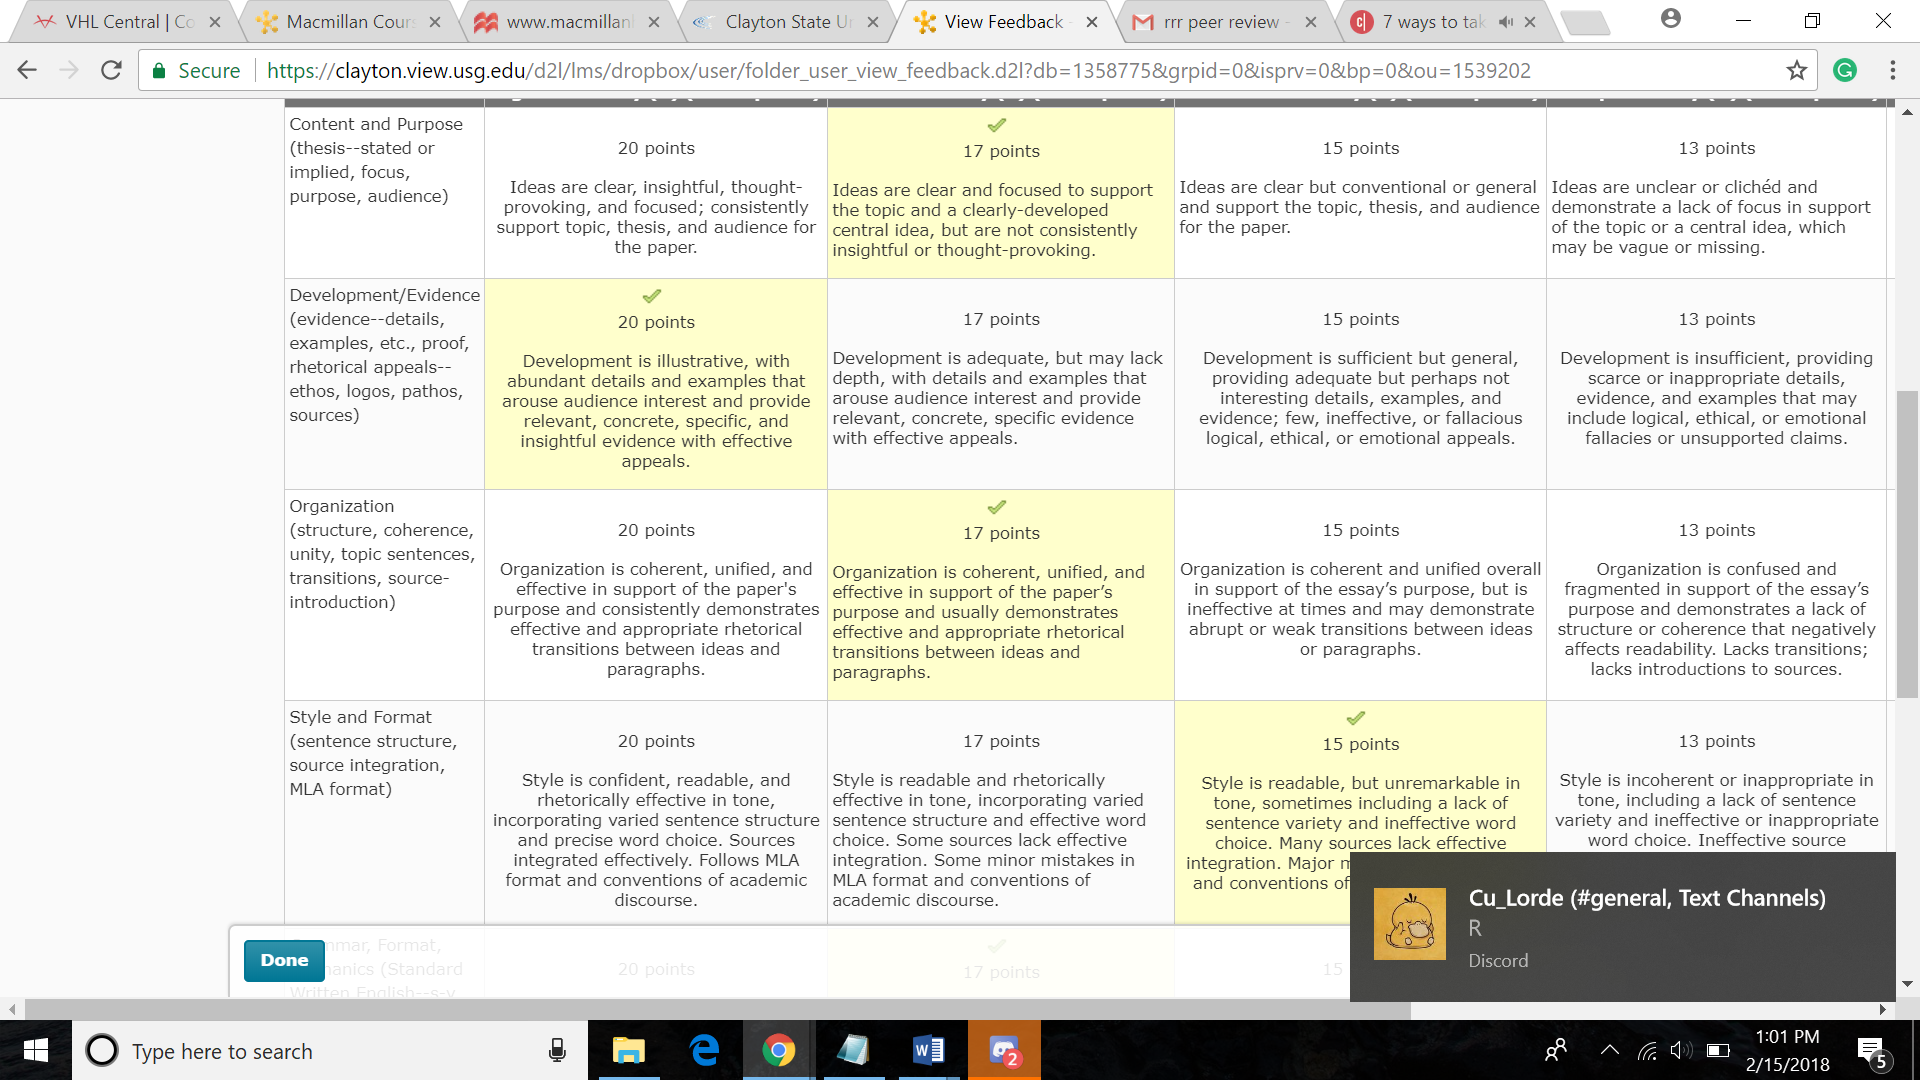 VHL Central | Co
Macmillan Cour
www.macmillan
Clayton State U
View Feedback
rrr peer review -
7 ways to tak
Secure
https://clayton.view.usg.edu/d2l/lms/dropbox/user/folder_user_view_feedback.d2l?db=1358775&grpid=0&isprv=0&bp=0&ou=1539202
Content and Purpose
(thesis--stated or
implied, focus,
purpose, audience)
20 points
Ideas are clear, insightful, thought-
provoking, and focused; consistently
support topic, thesis, and audience for
the paper.
17 points
Ideas are clear and focused to support
the topic and a clearly-developed
central idea, but are not consistently
insightful or thought-provoking.
15 points
Ideas are clear but conventional or general
and support the topic, thesis, and audience
for the paper.
13 points
Ideas are unclear or clichéd and
demonstrate a lack of focus in support
of the topic or a central idea, which
may be vague or missing.
Development/Evidence
(evidence--details,
examples, etc., proof,
rhetorical appeals--
ethos, logos, pathos,
sources)
20 points
Development is illustrative, with
abundant details and examples that
arouse audience interest and provide
relevant, concrete, specific, and
insightful evidence with effective
appeals.
17 points
Development is adequate, but may lack
depth, with details and examples that
arouse audience interest and provide
relevant, concrete, specific evidence
with effective appeals.
15 points
Development is sufficient but general,
providing adequate but perhaps not
interesting details, examples, and
evidence; few, ineffective, or fallacious
logical, ethical, or emotional appeals.
13 points
Development is insufficient, providing
scarce or inappropriate details,
evidence, and examples that may
include logical, ethical, or emotional
fallacies or unsupported claims.
Organization
(structure, coherence,
unity, topic sentences,
transitions, source-
introduction)
20 points
Organization is coherent, unified, and
effective in support of the paper's
purpose and consistently demonstrates
effective and appropriate rhetorical
transitions between ideas and
paragraphs.
17 points
Organization is coherent, unified, and
effective in support of the paper’s
purpose and usually demonstrates
effective and appropriate rhetorical
transitions between ideas and
paragraphs.
15 points
Organization is coherent and unified overall
in support of the essay’s purpose, but is
ineffective at times and may demonstrate
abrupt or weak transitions between ideas
or paragraphs.
13 points
Organization is confused and
fragmented in support of the essay’s
purpose and demonstrates a lack of
structure or coherence that negatively
affects readability. Lacks transitions;
lacks introductions to sources.
Style and Format
(sentence structure,
source integration,
MLA format)
20 points
Style is confident, readable, and
rhetorically effective in tone,
incorporating varied sentence structure
and precise word choice. Sources
integrated effectively. Follows MLA
format and conventions of academic
discourse.
17 points
Style is readable and rhetorically
effective in tone, incorporating varied
sentence structure and effective word
choice. Some sources lack effective
integration. Some minor mistakes in
MLA format and conventions of
academic discourse.
15 points
Style is readable, but unremarkable in
tone, sometimes including a lack of
sentence variety and ineffective word
choice. Many sources lack effective
integration. Major m
and conventions of
13 points
Style is incoherent or inappropriate in
tone, including a lack of sentence
variety and ineffective or inappropriate
word choice. Ineffective source
mmar, Format,
hanics (Standard
Written English--s-v
20 points
17 points
15
Done
Cu_Lorde (#general, Text Channels)
R
Discord
Type here to search
2
1:01 PM
2/15/2018
5